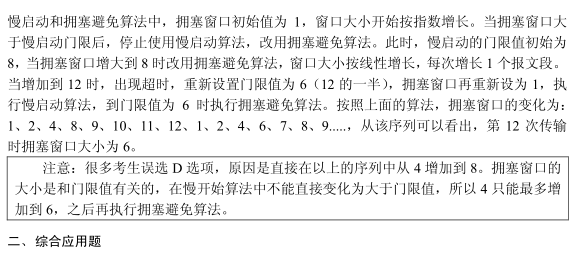 慢启动和拥塞避免算法中，拥塞窗口初始值为 1，窗口大小开始按指数增长。当拥塞窗口大
于慢启动门限后，停止使用慢启动算法，改用拥塞避免算法。此时，慢启动的门限值初始为
8，当拥塞窗口增大到 8 时改用拥塞避免算法，窗口大小按线性增长，每次增长 1 个报文段。
当增加到 12 时，出现超时，重新设置门限值为 6（12 的一半），拥塞窗口再重新设为 1，执
行慢启动算法，到门限值为 6 时执行拥塞避免算法。按照上面的算法，拥塞窗口的变化为：
1、2、4、8、9、10、11、12、1、2、4、6、7、8、9.....，从该序列可以看出，第 12 次传输
时拥塞窗口大小为 6。
注意：很多考生误选 D 选项，原因是直接在以上的序列中从 4 增加到 8。拥塞窗口的
大小是和门限值有关的，在慢开始算法中不能直接变化为大于门限值，所以 4 只能最多增
加到 6，之后再执行拥塞避免算法。
二、综合应用题